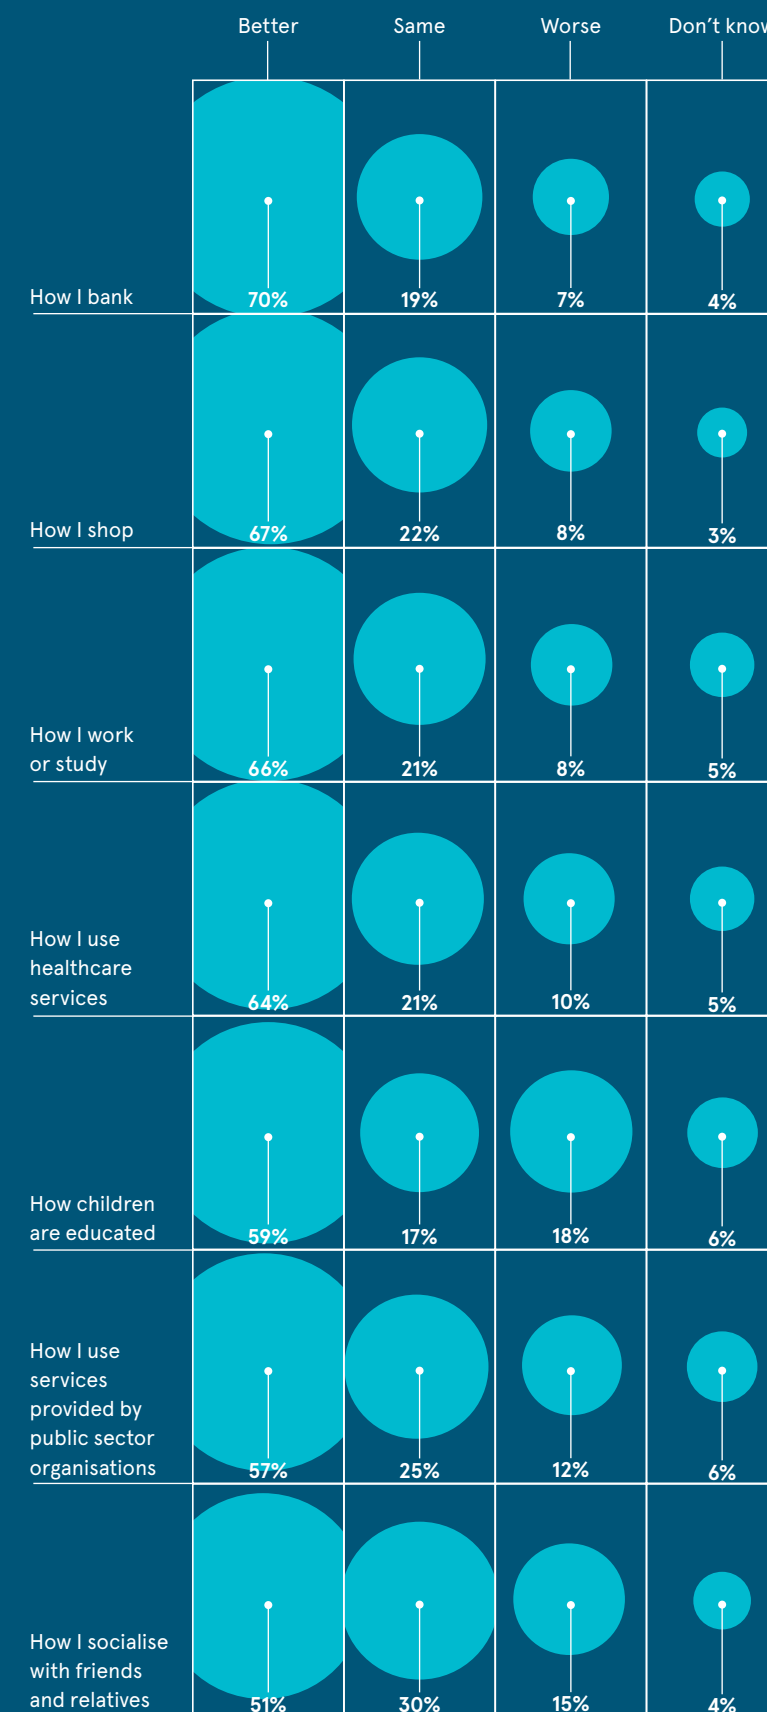 Better Same Worse Don’t know
How I bank 70% 19% 7% 4%
How I shop 67% 22% 8% 3%
How I work
or study 66% 21% 8% 5%
How I use
healthcare
services 64% 21% 10% 5%
How children
are educated 59% 17% 18% 6%
How I use
services
provided by
public sector
organisations 57% 25% 12% 6%
How I socialise
with friends
and relatives 51% 30% 15% 4%